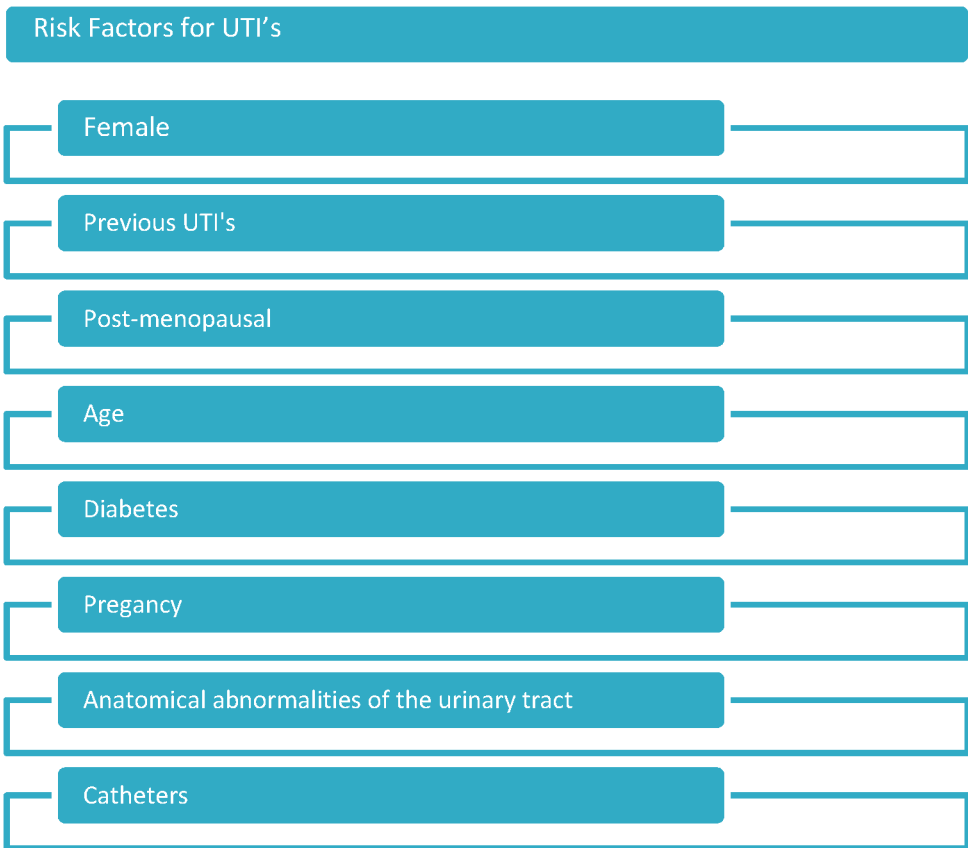 Risk Factors for UTI’s
Female
Previous UTI's
Post-menopausal
Age
Diabetes
Pregancy
Anatomical abnormalities of the urinary tract
Catheters